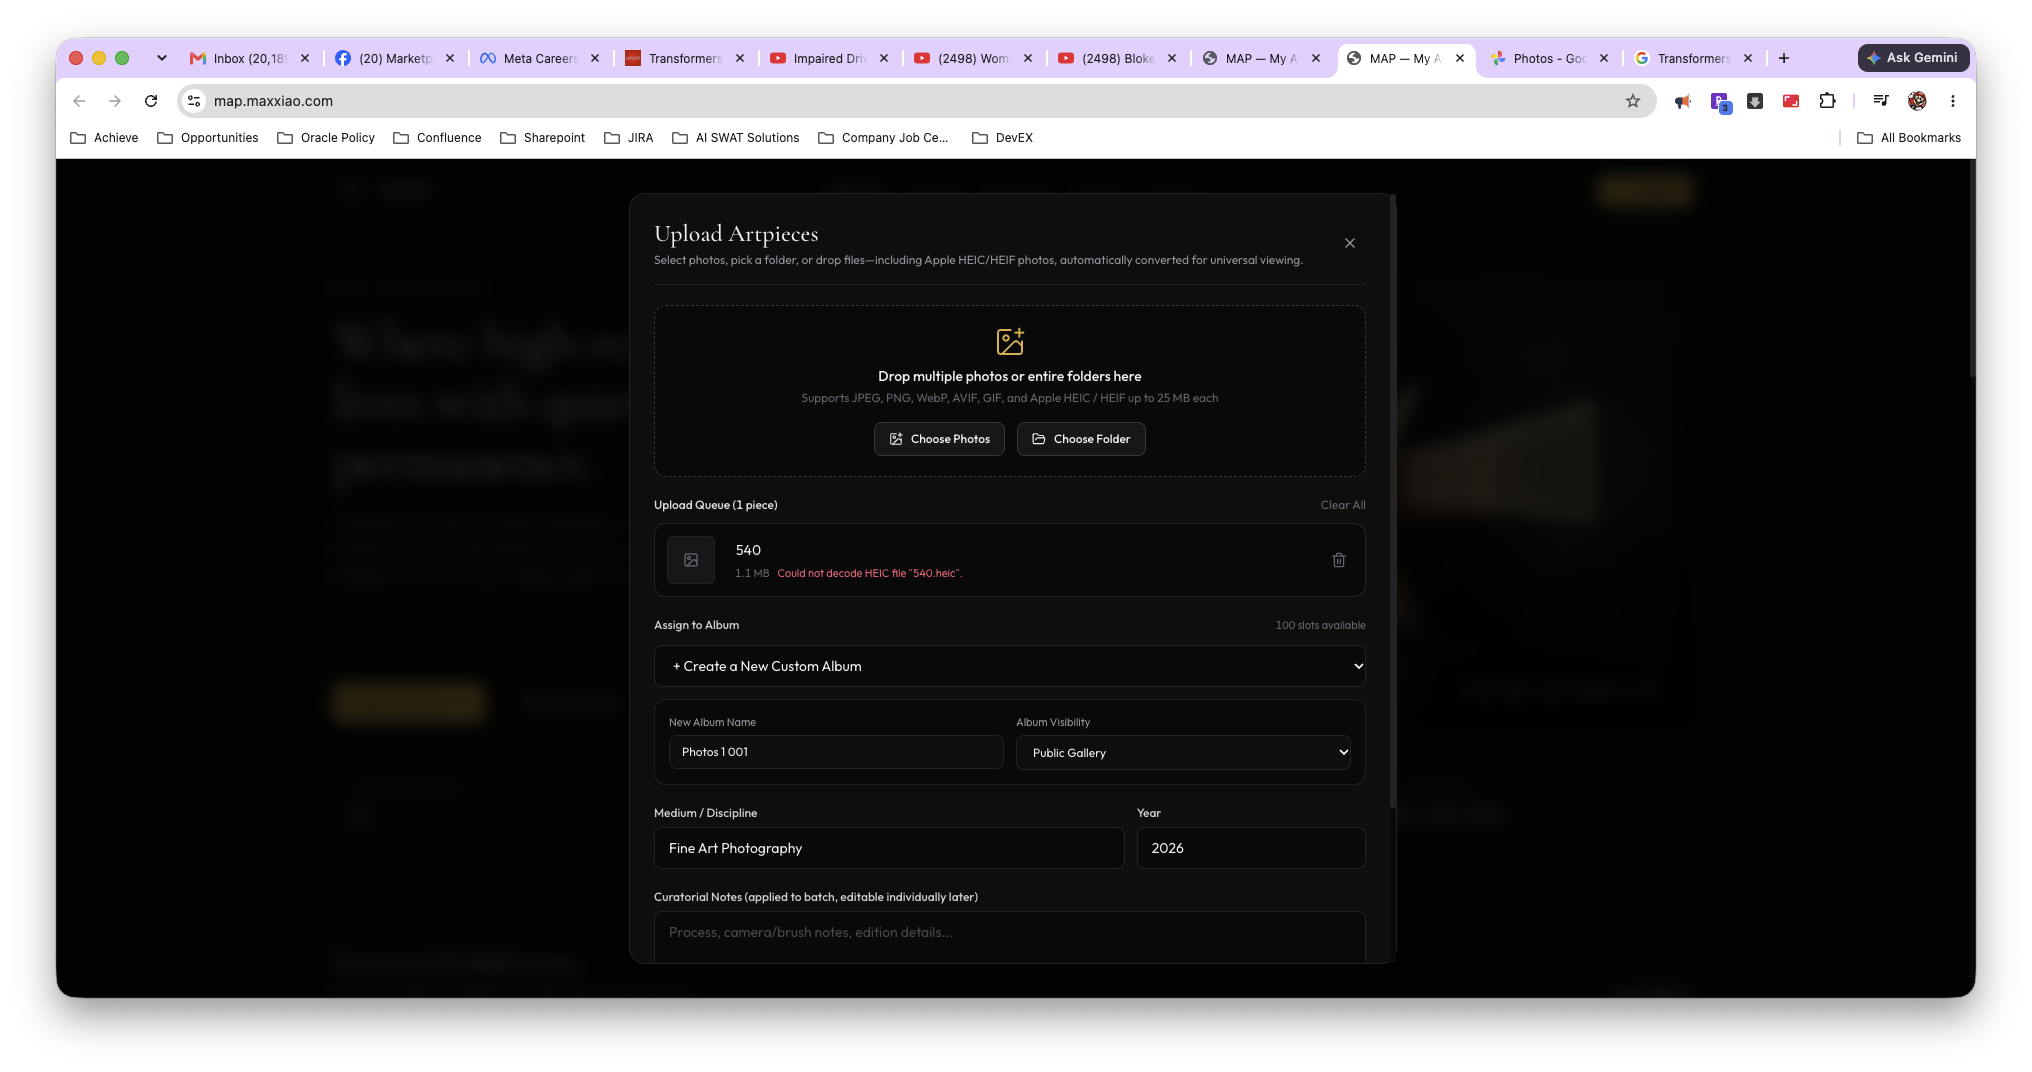 Inbox (20,18
(20) Marketp
Meta Careers
Transformers
Impaired Driv
(2498) Wom
(2498) Bloke
MAP — My A
MAP — My A
Photos - Goo
Transformers
Ask Gemini
map.maxxiao.com
3
Achieve
Opportunities
Oracle Policy
Confluence
Sharepoint
JIRA
AI SWAT Solutions
Company Job Ce...
DevEX
All Bookmarks
Upload Artpieces
Select photos, pick a folder, or drop files—including Apple HEIC/HEIF photos, automatically converted for universal viewing.
Drop multiple photos or entire folders here
Supports JPEG, PNG, WebP, AVIF, GIF, and Apple HEIC / HEIF up to 25 MB each
Choose Photos
Choose Folder
Upload Queue (1 piece)
Clear All
540
1.1 MB Could not decode HEIC file "540.heic".
Assign to Album
100 slots available
+ Create a New Custom Album
New Album Name
Album Visibility
Photos 1 001
Public Gallery
Medium / Discipline
Year
Fine Art Photography
2026
Curatorial Notes (applied to batch, editable individually later)
Process, camera/brush notes, edition details...